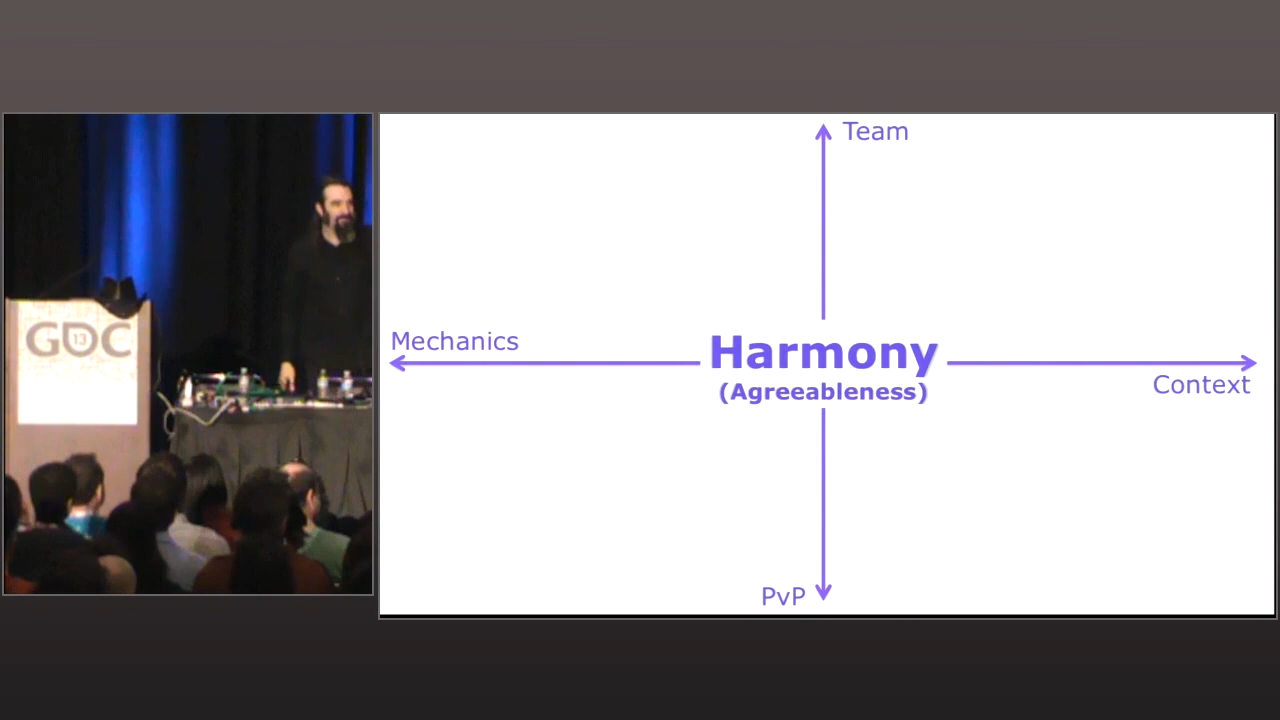 GDC
13
Team
Mechanics
Harmony
(Agreeableness)
Context
PvP